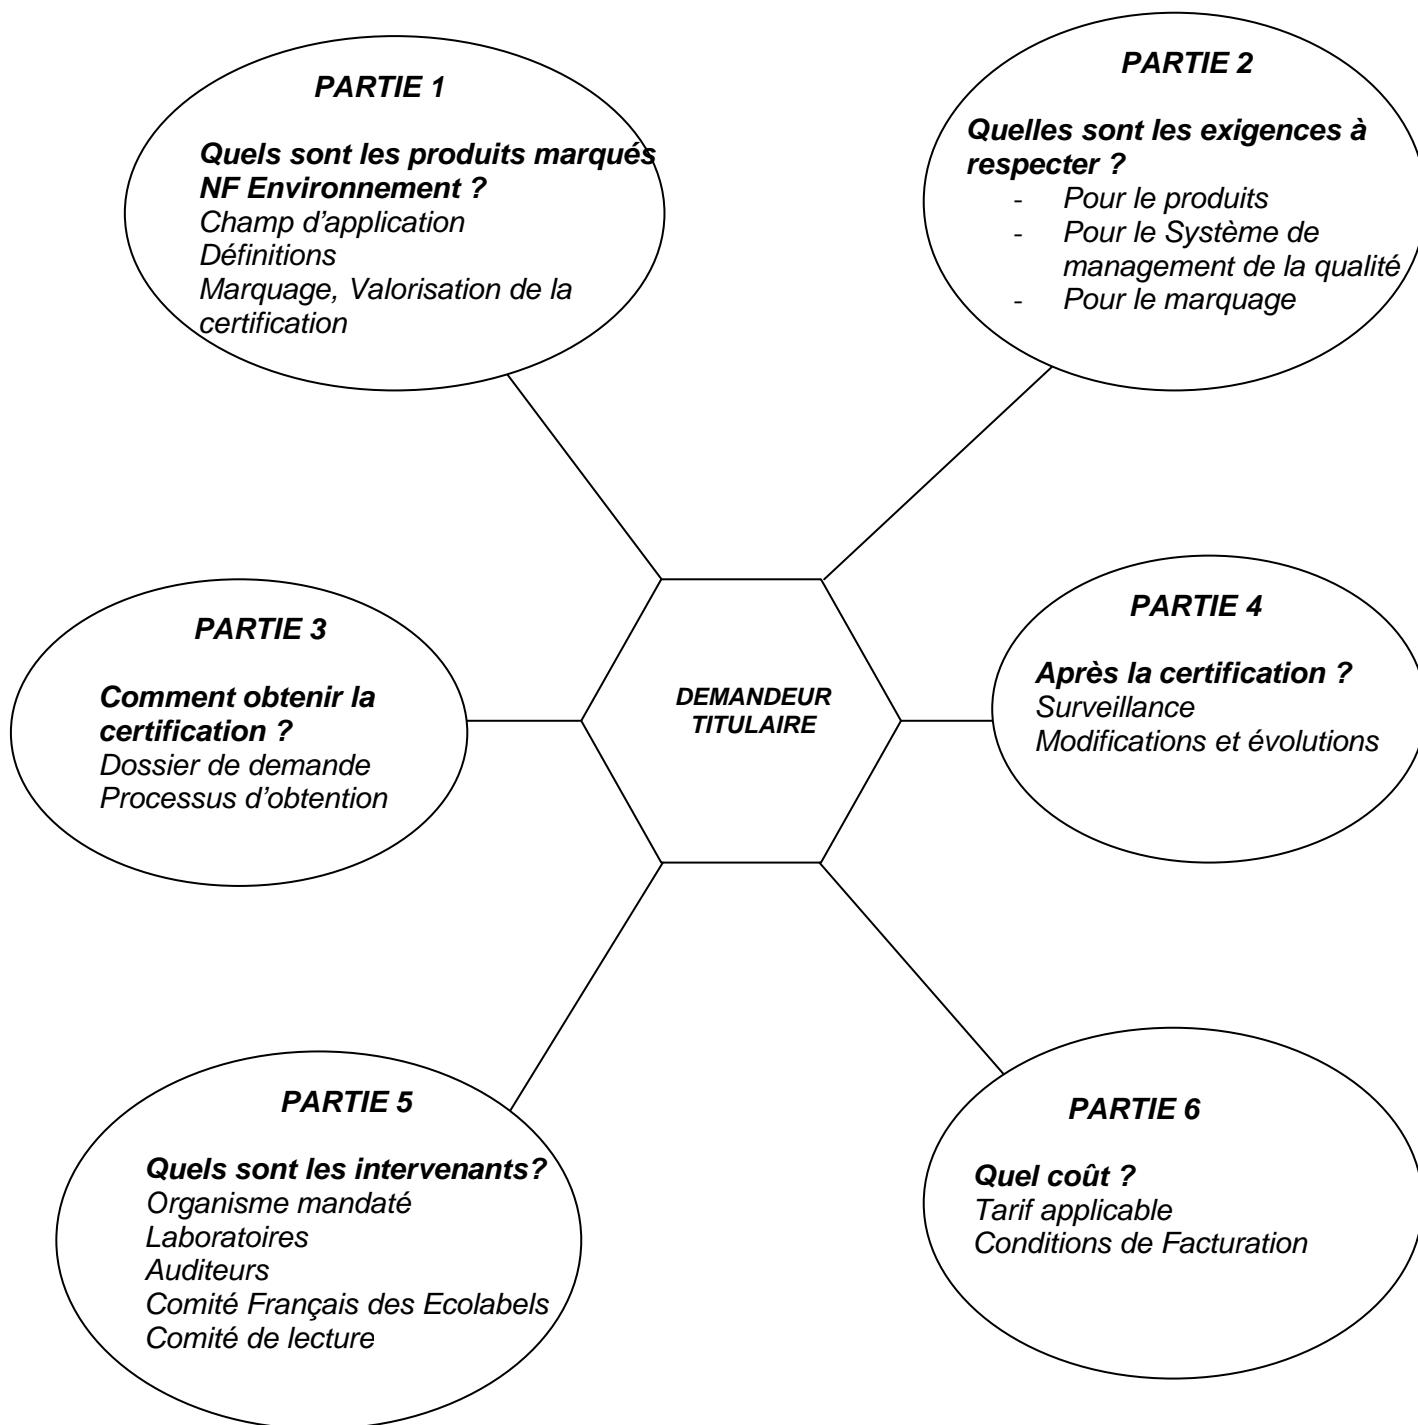 PARTIE 1
Quels sont les produits marqués
NF Environnement ?
Champ d'application
Définitions
Marquage, Valorisation de la
certification
PARTIE 2
Quelles sont les exigences à
respecter ?
- Pour le produits
- Pour le Système de
management de la qualité
- Pour le marquage
PARTIE 3
Comment obtenir la
certification ?
Dossier de demande
Processus d'obtention
DEMANDEUR
TITULAIRE
PARTIE 4
Après la certification ?
Surveillance
Modifications et évolutions
PARTIE 5
Quels sont les intervenants?
Organisme mandaté
Laboratoires
Auditeurs
Comité Français des Ecolabels
Comité de lecture
PARTIE 6
Quel coût ?
Tarif applicable
Conditions de Facturation